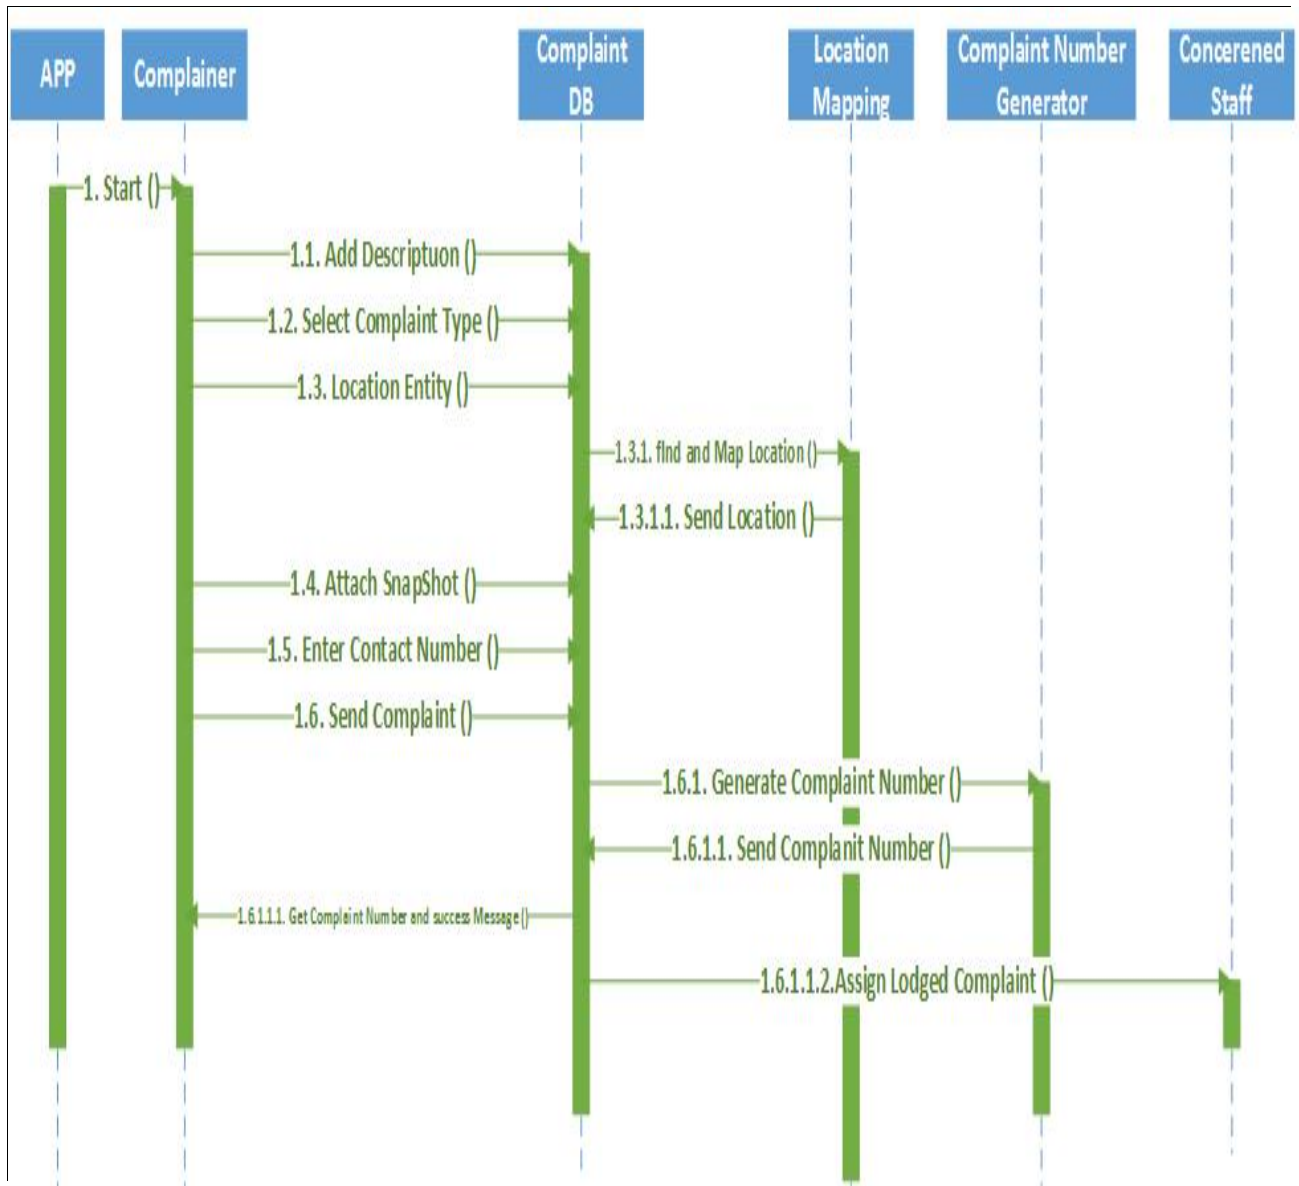 APP
Complainer
Complaint
DB
Location
Mapping
Complaint Number
Generator
Concerened
Staff
1. Start ()
1.1. Add Descriptuon ()
1.2. Select Complaint Type ()
1.3. Location Entity ()
1.3.1. fInd and Map Location ()
1.3.1.1. Send Location ()
1.4. Attach SnapShot ()
1.5. Enter Contact Number ()
1.6. Send Complaint ()
1.6.1. Generate Complaint Number ()
1.6.1.1. Send Complanit Number ()
1.6.1.1.1. Get Complaint Number and success Message ()
1.6.1.1.2.Assign Lodged Complaint ()